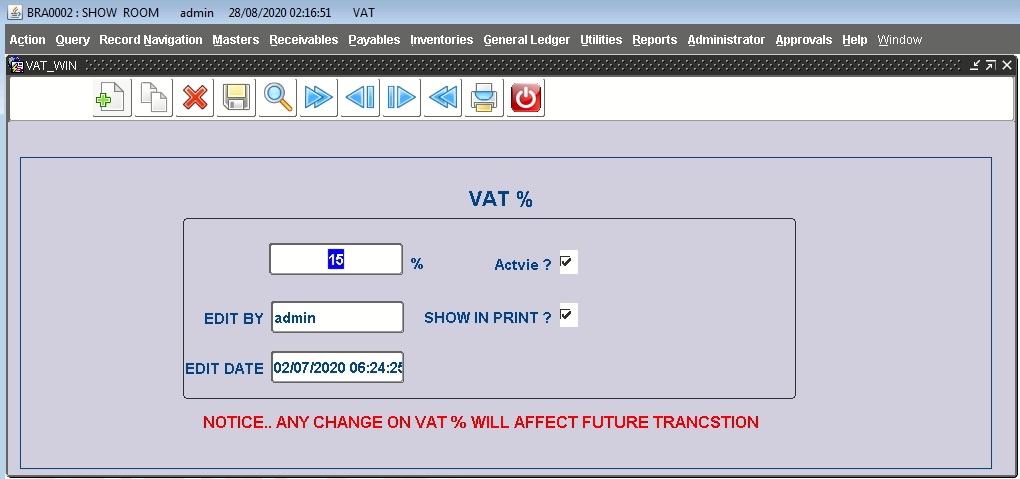 BRA0002 : SHOW ROOM admin 28/08/2020 02:16:51 VAT
Action Query Record Navigation Masters Receivables Payables Inventories General Ledger Utilities Reports Administrator Approvals Help Window
VAT_WIN
VAT %
15 % Actvie ?
EDIT BY admin SHOW IN PRINT ?
EDIT DATE 02/07/2020 06:24:25
NOTICE.. ANY CHANGE ON VAT % WILL AFFECT FUTURE TRANCSTION